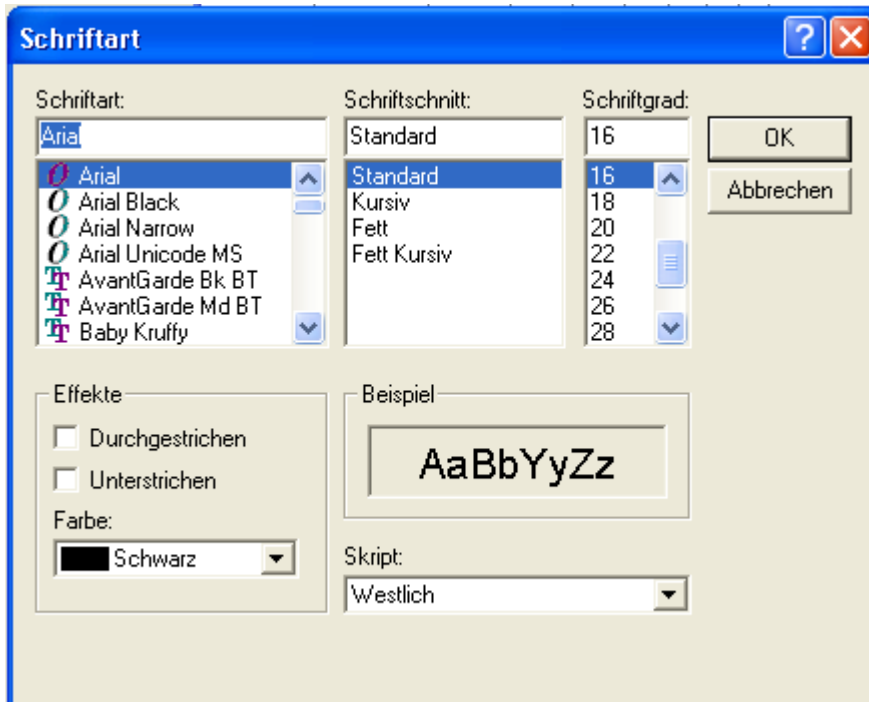 Schriftart
Schriftart:
Arial
Arial
Arial Black
Arial Narrow
Arial Unicode MS
AvantGarde Bk BT
AvantGarde Md BT
Baby Kruffy
Schriftschnitt:
Standard
Standard
Kursiv
Fett
Fett Kursiv
Schriftgrad:
16
16
18
20
22
24
26
28
OK
Abbrechen
Effekte
Durchgestrichen
Unterstrichen
Farbe:
Schwarz
Beispiel
AaBbYyZz
Skript:
Westlich